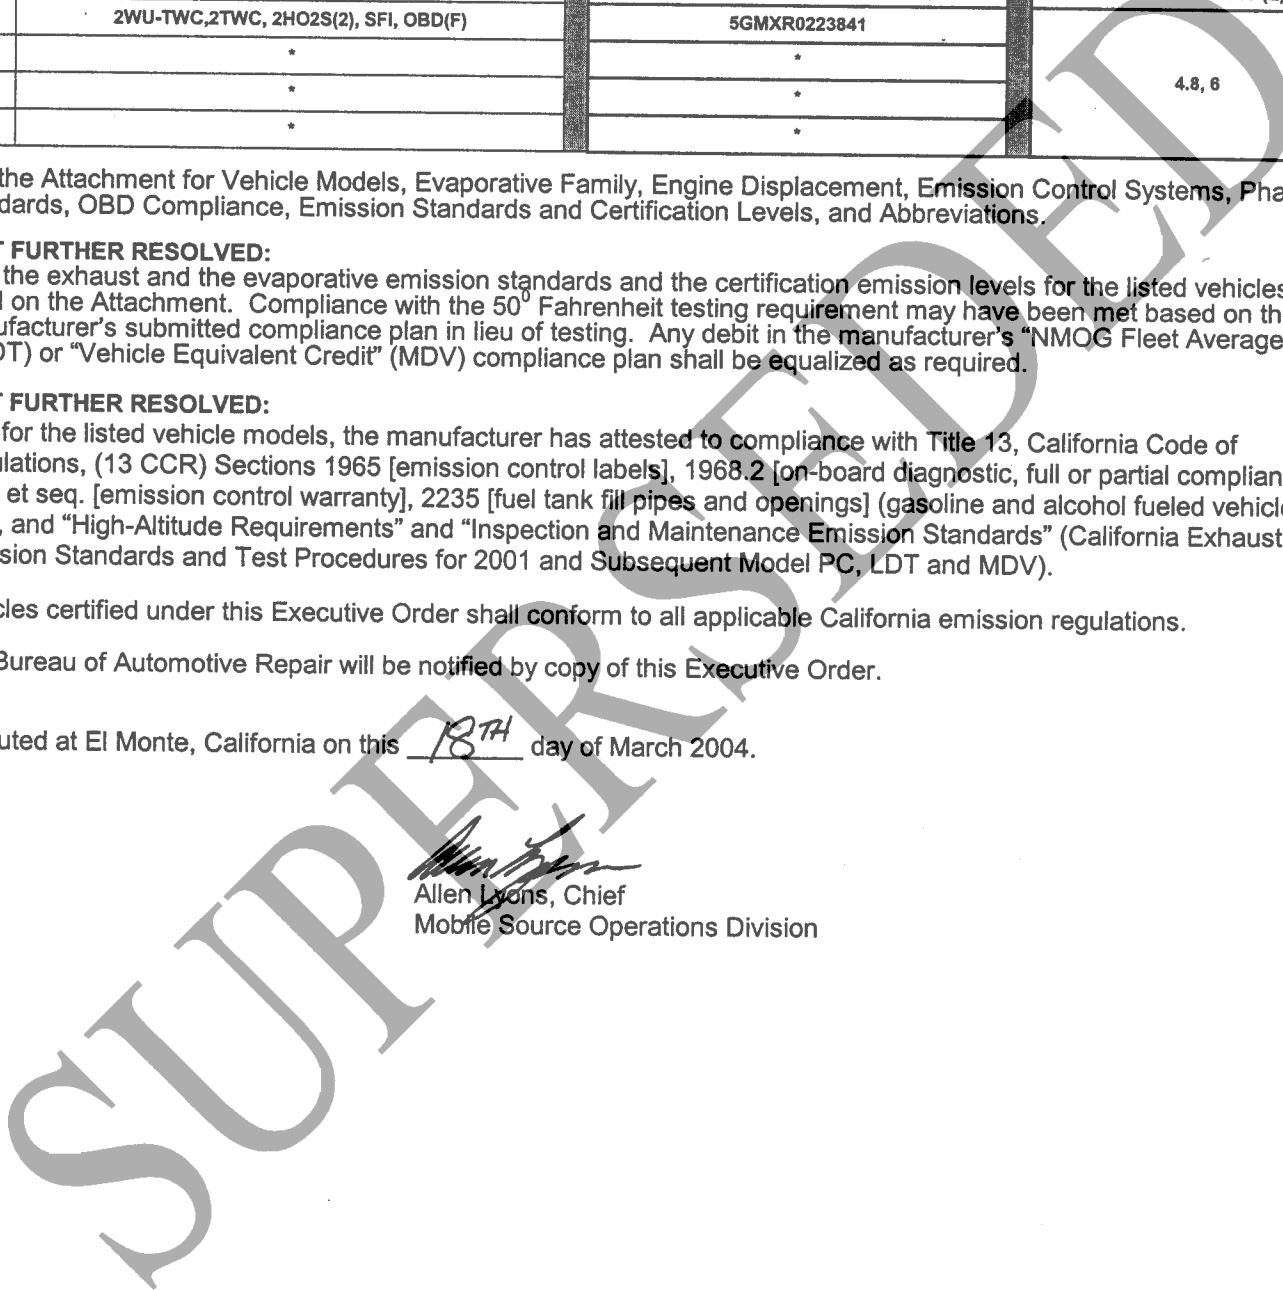 2WU-TWC,2TWC, 2HO2S(2), SFI, OBD(F) 5GMXR0223841
* *
* * 4.8, 6
* *
the Attachment for Vehicle Models, Evaporative Family, Engine Displacement, Emission Control Systems, Pha
dards, OBD Compliance, Emission Standards and Certification Levels, and Abbreviations.
T FURTHER RESOLVED:
the exhaust and the evaporative emission standards and the certification emission levels for the listed vehicles
on the Attachment. Compliance with the 50⁰ Fahrenheit testing requirement may have been met based on th
ufacturer's submitted compliance plan in lieu of testing. Any debit in the manufacturer's "NMOG Fleet Average
OT) or "Vehicle Equivalent Credit" (MDV) compliance plan shall be equalized as required.
T FURTHER RESOLVED:
for the listed vehicle models, the manufacturer has attested to compliance with Title 13, California Code of
ulations, (13 CCR) Sections 1965 [emission control labels], 1968.2 [on-board diagnostic, full or partial complian
et seq. [emission control warranty], 2235 [fuel tank fill pipes and openings] (gasoline and alcohol fueled vehicle
, and "High-Altitude Requirements" and "Inspection and Maintenance Emission Standards" (California Exhaust
sion Standards and Test Procedures for 2001 and Subsequent Model PC, LDT and MDV).
cles certified under this Executive Order shall conform to all applicable California emission regulations.
Bureau of Automotive Repair will be notified by copy of this Executive Order.
uted at El Monte, California on this 18TH day of March 2004.
Allen Lyons, Chief
Mobile Source Operations Division
SUPERSEDED